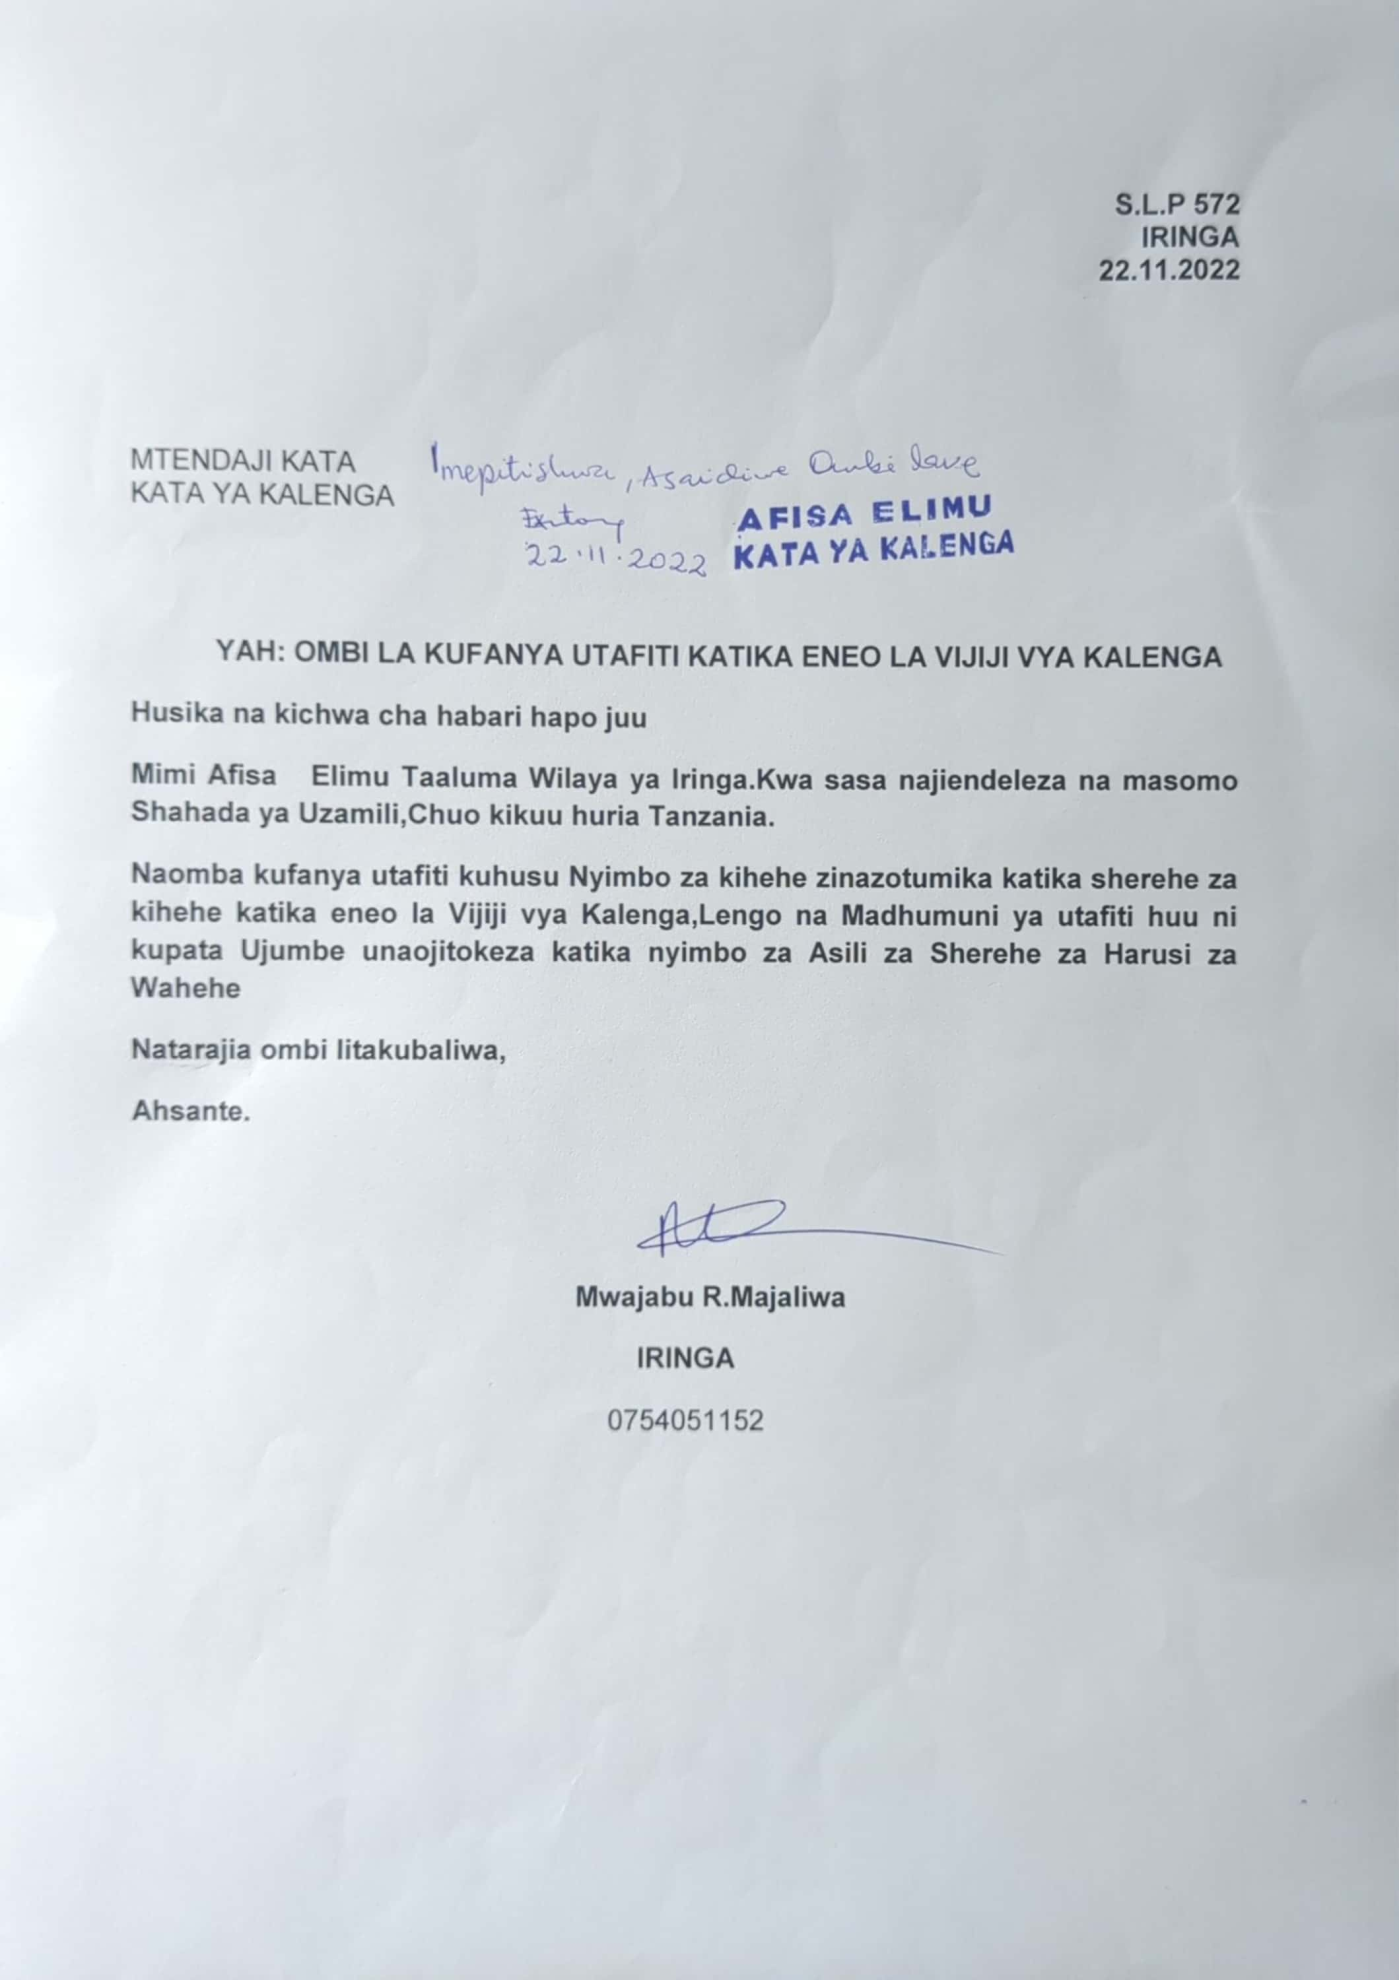 S.L.P 572
IRINGA
22.11.2022
MTENDAJI KATA
KATA YA KALENGA
Imepitishwa, Asaidiwe Ombi lake
22.11.2022
AFISA ELIMU
KATA YA KALENGA
YAH: OMBI LA KUFANYA UTAFITI KATIKA ENEO LA VIJIJI VYA KALENGA
Husika na kichwa cha habari hapo juu
Mimi Afisa Elimu Taaluma Wilaya ya Iringa.Kwa sasa najiendeleza na masomo
Shahada ya Uzamili,Chuo kikuu huria Tanzania.
Naomba kufanya utafiti kuhusu Nyimbo za kihehe zinazotumika katika sherehe za
kihehe katika eneo la Vijiji vya Kalenga,Lengo na Madhumuni ya utafiti huu ni
kupata Ujumbe unaojitokeza katika nyimbo za Asili za Sherehe za Harusi za
Wahehe
Natarajia ombi litakubaliwa,
Ahsante.
Mwajabu R.Majaliwa
IRINGA
0754051152